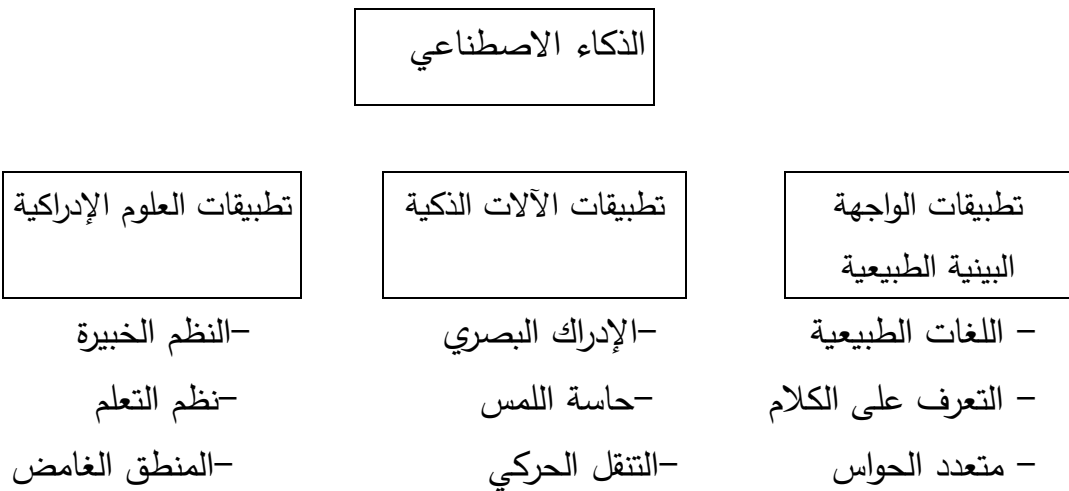 الذكاء الاصطناعي
تطبيقات الواجهة
البينية الطبيعية
– اللغات الطبيعية
– التعرف على الكلام
– متعدد الحواس
تطبيقات الآلات الذكية
–الإدراك البصري
–حاسة اللمس
–التنقل الحركي
تطبيقات العلوم الإدراكية
–النظم الخبيرة
–نظم التعلم
–المنطق الغامض